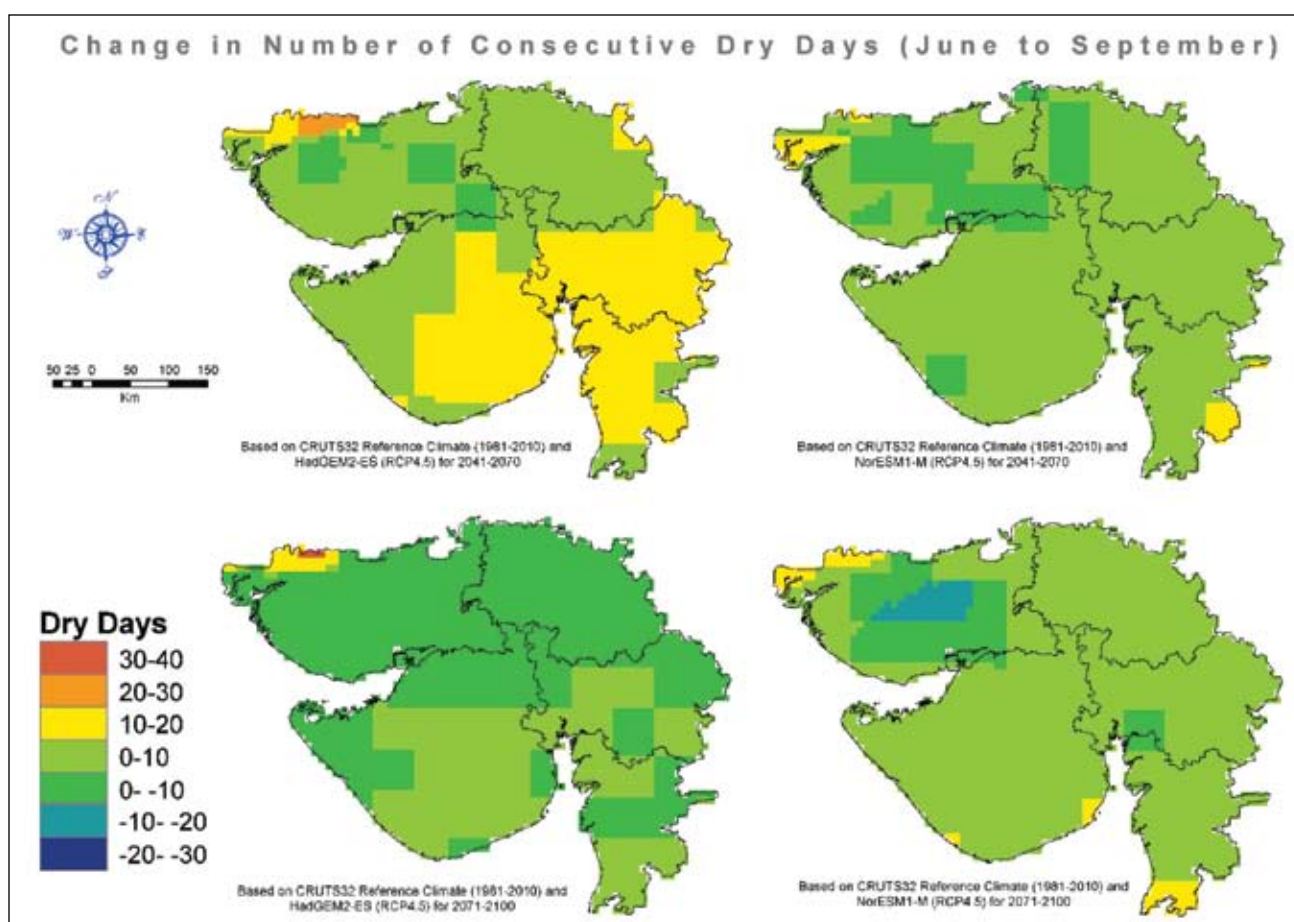 Change in Number of Consecutive Dry Days (June to September)
N
W
E
S
50 25 0 50 100 150
Km
Based on CRUTS32 Reference Climate (1981-2010) and
HadGEM2-ES (RCP4.5) for 2041-2070
Based on CRUTS32 Reference Climate (1981-2010) and
NorESM1-M (RCP4.5) for 2041-2070
Dry Days
30-40
20-30
10-20
0-10
0- -10
-10- -20
-20- -30
Based on CRUTS32 Reference Climate (1981-2010) and
HadGEM2-ES (RCP4.5) for 2071-2100
Based on CRUTS32 Reference Climate (1981-2010) and
NorESM1-M (RCP4.5) for 2071-2100